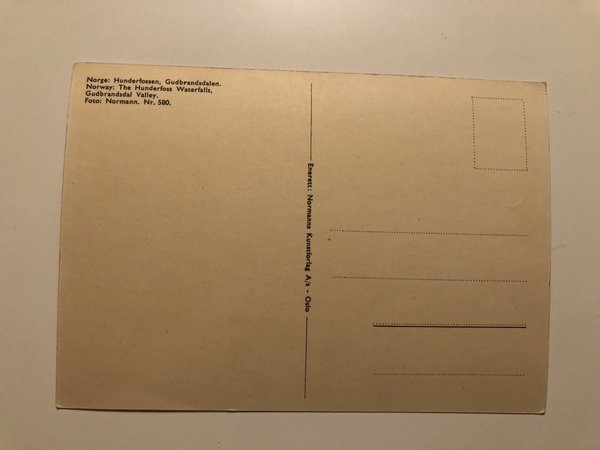 Norge: Hunderfossen, Gudbrandsdalen.
Norway: The Hunderfoss Waterfalls,
Gudbrandsdal Valley.
Foto: Normann. Nr. 580.
Enerett: Normanns Kunstforlag A/s - Oslo